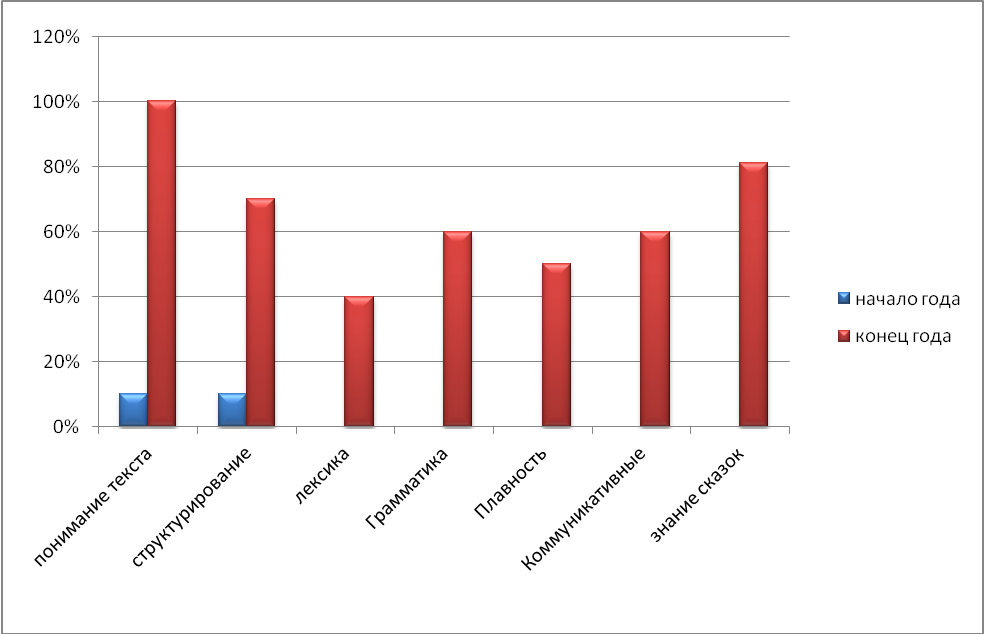 120%
100%
80%
60%
40%
20%
0%
понимание текста
структурирование
лексика
Грамматика
Плавность
Коммуникативные
знание сказок
начало года
конец года